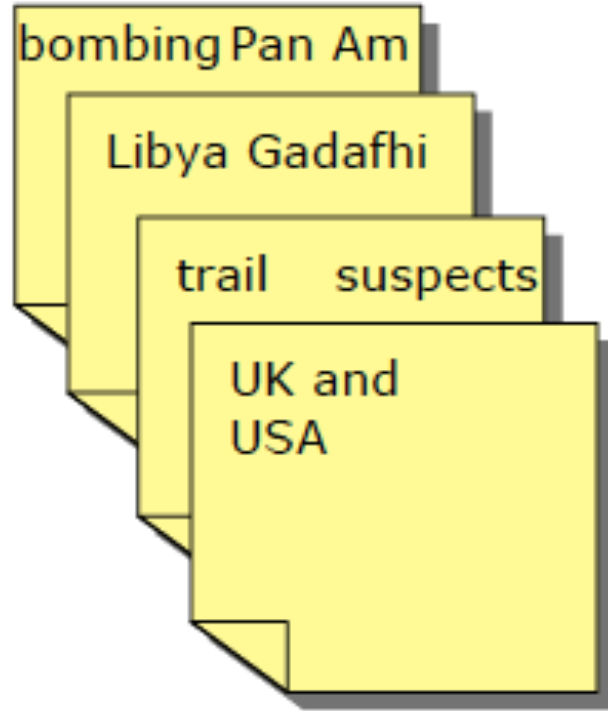 bombing Pan Am
Libya Gadafhi
trail suspects
UK and
USA